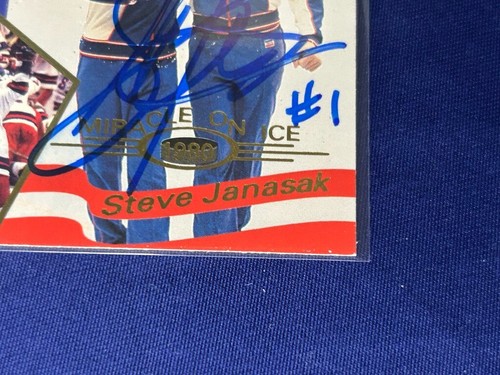 #1
MIRACLE ON ICE
1980
Steve Janasak